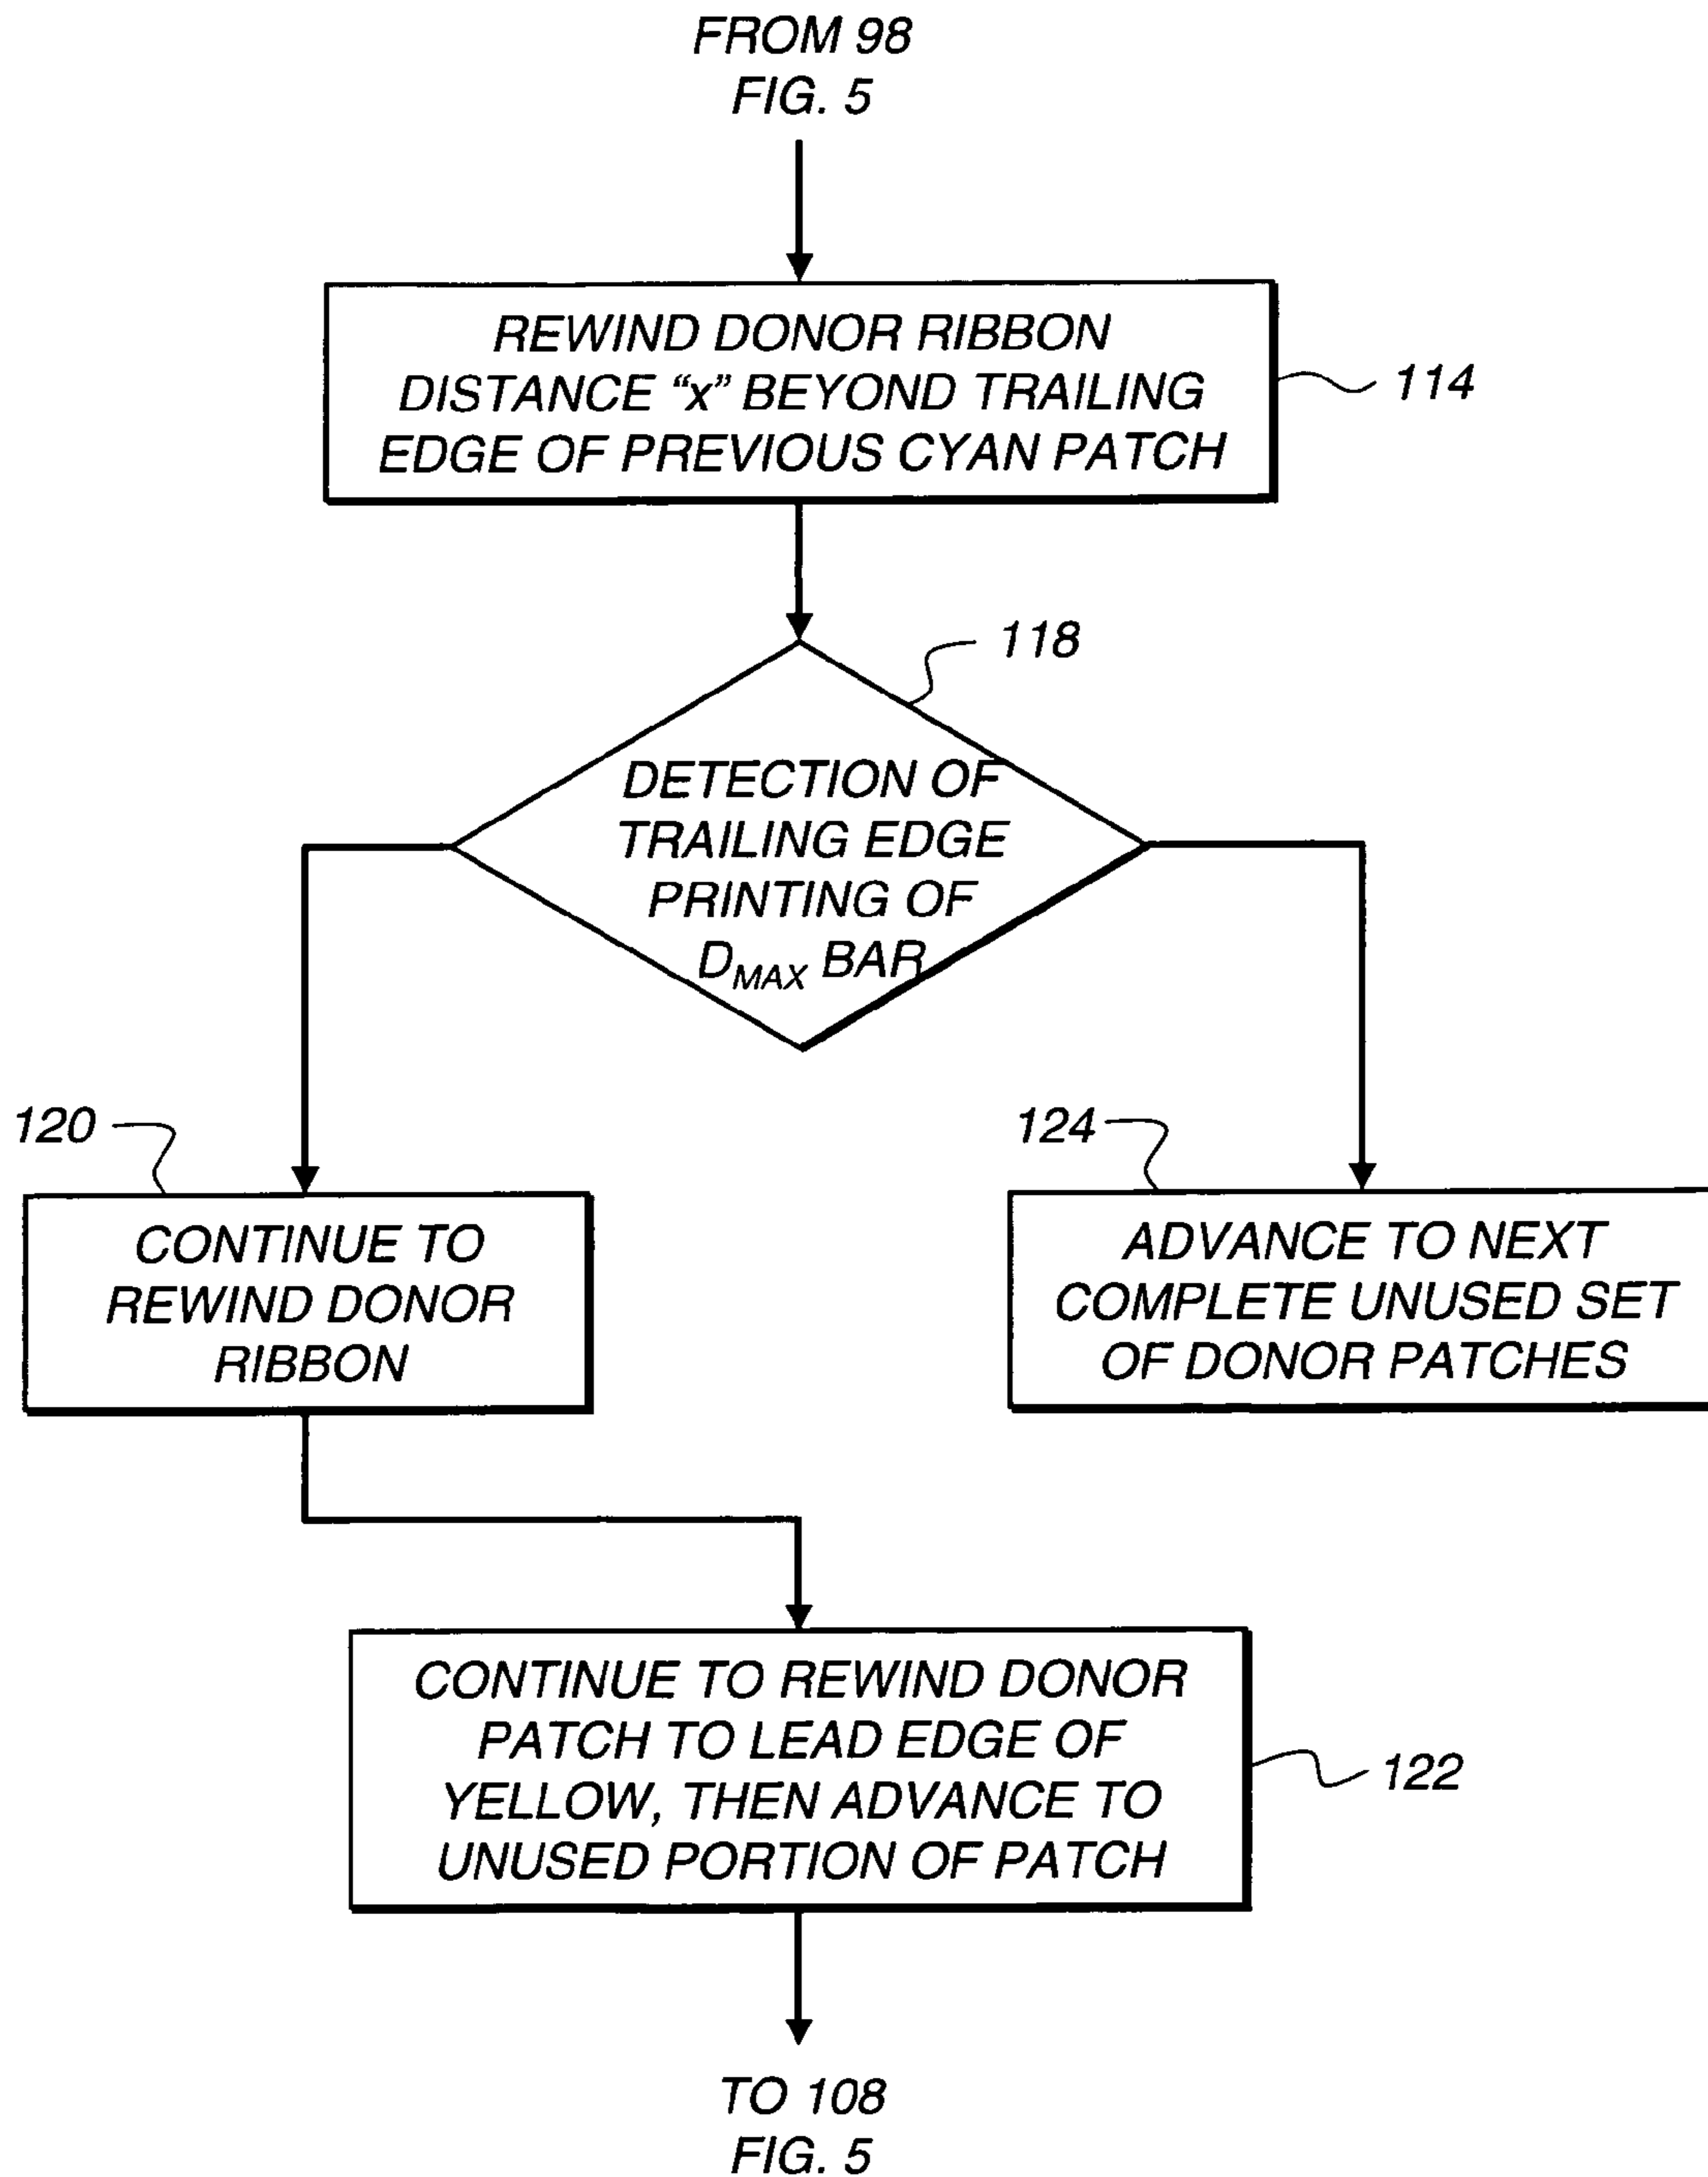 FROM 98
FIG. 5
REWIND DONOR RIBBON
DISTANCE “x” BEYOND TRAILING
EDGE OF PREVIOUS CYAN PATCH
114
118
DETECTION OF
TRAILING EDGE
PRINTING OF
DMAX BAR
120
124
CONTINUE TO
REWIND DONOR
RIBBON
ADVANCE TO NEXT
COMPLETE UNUSED SET
OF DONOR PATCHES
CONTINUE TO REWIND DONOR
PATCH TO LEAD EDGE OF
YELLOW, THEN ADVANCE TO
UNUSED PORTION OF PATCH
122
TO 108
FIG. 5